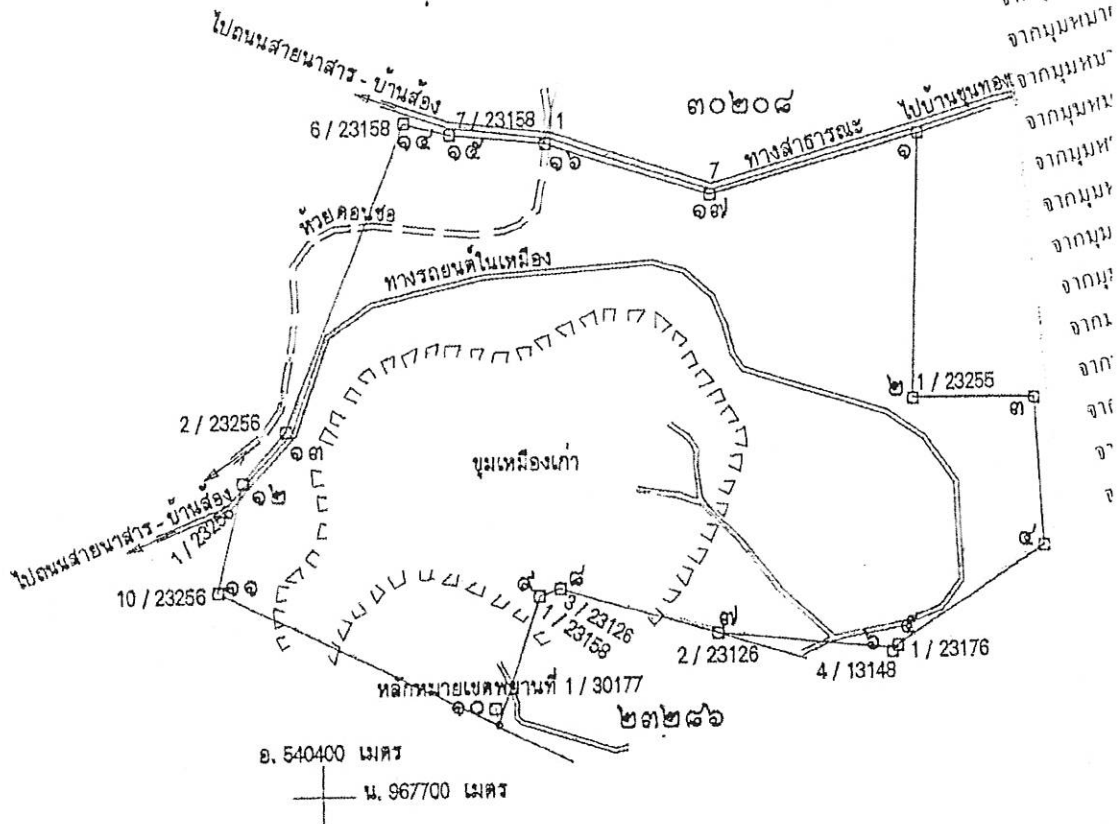 ไปถนนสายนาสาร - บ้านส้อง
จากมุมหมาย
จากมุมหมา
จากมุมหม
จากมุมห
จากมุมห
จากมุม
จากมุม
จากม
จาก
๓๐๒๐๘
ไปบ้านขุนทอง
ทางสาธารณะ
6 / 23158
7 / 23158
1
7
๑๔
๑๕
๑๖
๑๗
๑
ห้วยคอนซอ
ทางรถยนต์ในเหมือง
๒
1 / 23255
๓
2 / 23256
๑๓
ขุมเหมืองเก่า
๑๒
1 / 23256
ไปถนนสายนาสาร - บ้านส้อง
๔
10 / 23256
๑๑
๙
๘
3 / 23126
1 / 23158
๗
2 / 23126
๖
๕
1 / 23176
4 / 13148
หลักหมายเขตพยานที่ 1 / 30177
๑๐
๒๓๒๘๖
อ. 540400 เมตร
น. 967700 เมตร